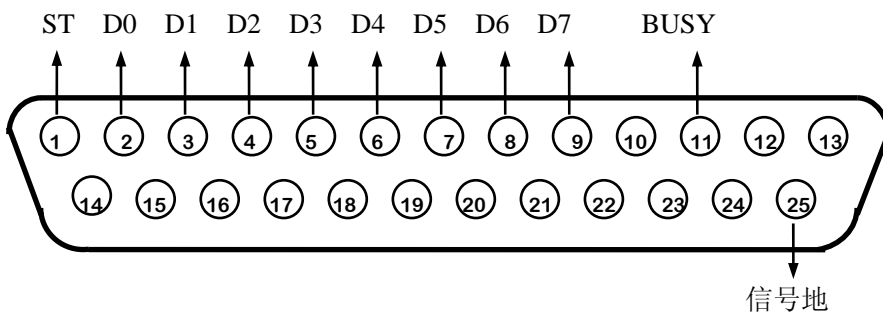 ST D0 D1 D2 D3 D4 D5 D6 D7 BUSY
1 2 3 4 5 6 7 8 9 10 11 12 13
14 15 16 17 18 19 20 21 22 23 24 25
信号地